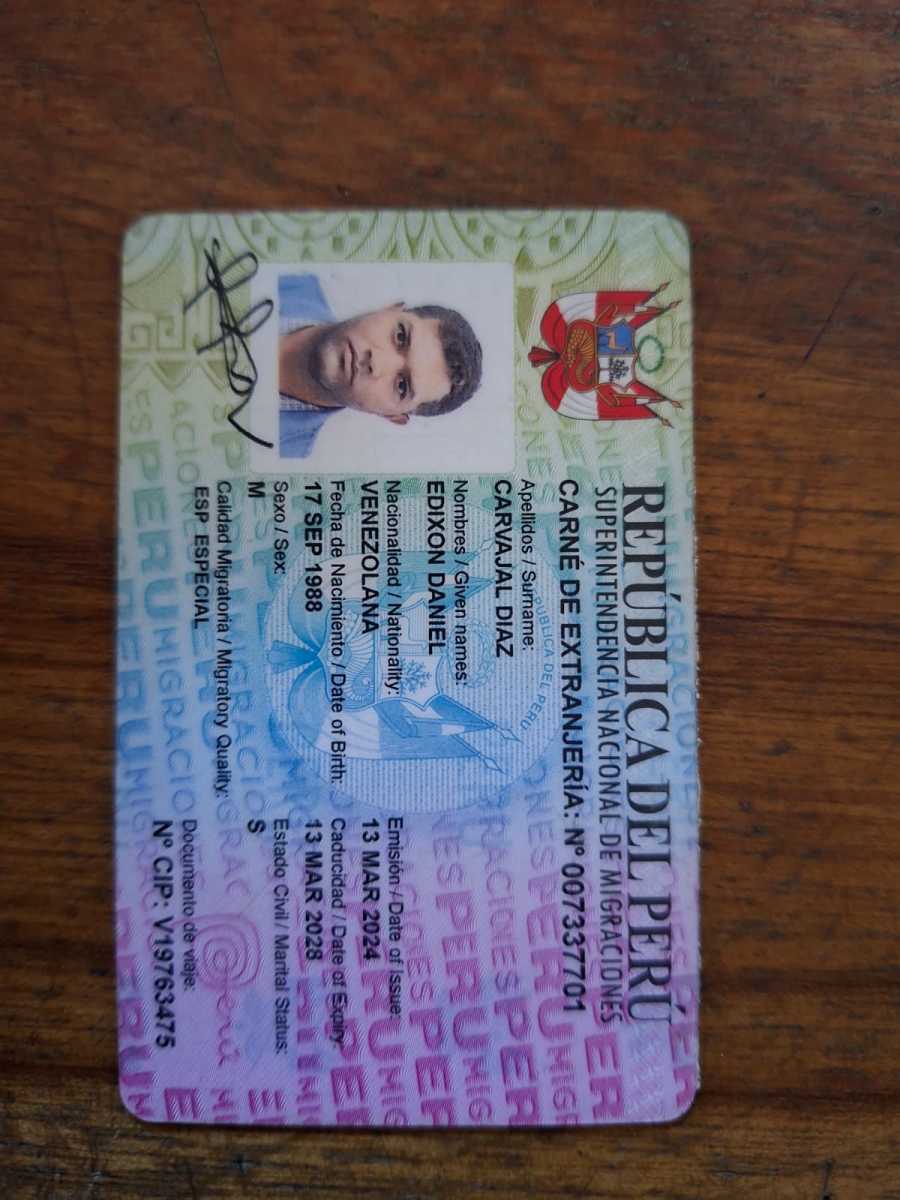 REPÚBLICA DEL PERÚ
SUPERINTENDENCIA NACIONAL DE MIGRACIONES
CARNÉ DE EXTRANJERÍA: N° 007337701
Apellidos / Surname:
CARVAJAL DIAZ
Nombres / Given names:
EDIXON DANIEL
Nacionalidad / Nationality:
VENEZOLANA
Emisión / Date of Issue:
13 MAR 2024
Fecha de Nacimiento / Date of Birth:
17 SEP 1988
Caducidad / Date of Expiry:
13 MAR 2028
Sexo / Sex:
M
Estado Civil / Marital Status:
S
Calidad Migratoria / Migratory Quality:
ESP ESPECIAL
Documento de viaje:
N° CIP: V19763475